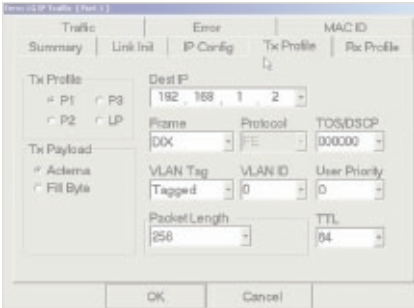 Traffic Error MAC ID
Summary Link Init IP Config Tx Profile Rx Profile
Tx Profile
P1 P3
P2 LP
Tx Payload
Acterna
Fill Byte
Dest IP
192 . 168 . 1 . 2
Frame Protocol TOS/DSCP
DIX FE 000000
VLAN Tag VLAN ID User Priority
Tagged 0 0
Packet Length TTL
256 64
OK Cancel